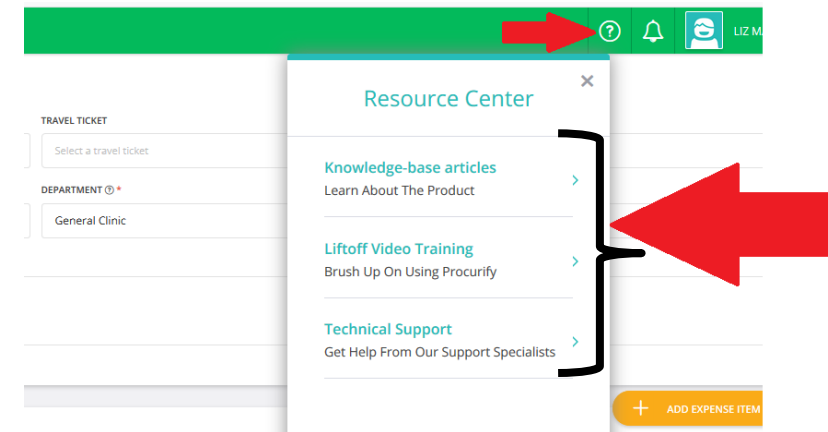 LIZ M
Resource Center
TRAVEL TICKET
Select a travel ticket
Knowledge-base articles
Learn About The Product
DEPARTMENT ? *
General Clinic
Liftoff Video Training
Brush Up On Using Procurify
Technical Support
Get Help From Our Support Specialists
ADD EXPENSE ITEM